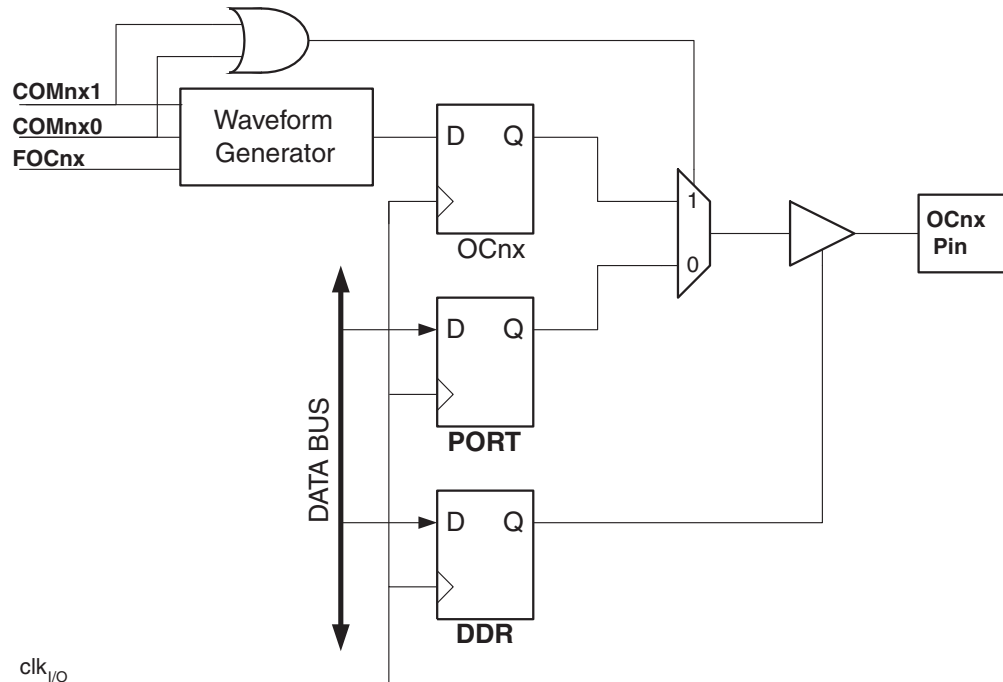 COMnx1
COMnx0
FOCnx
Waveform
Generator
D Q
OCnx
1
0
OCnx
Pin
D Q
PORT
DATA BUS
D Q
DDR
clkI/O